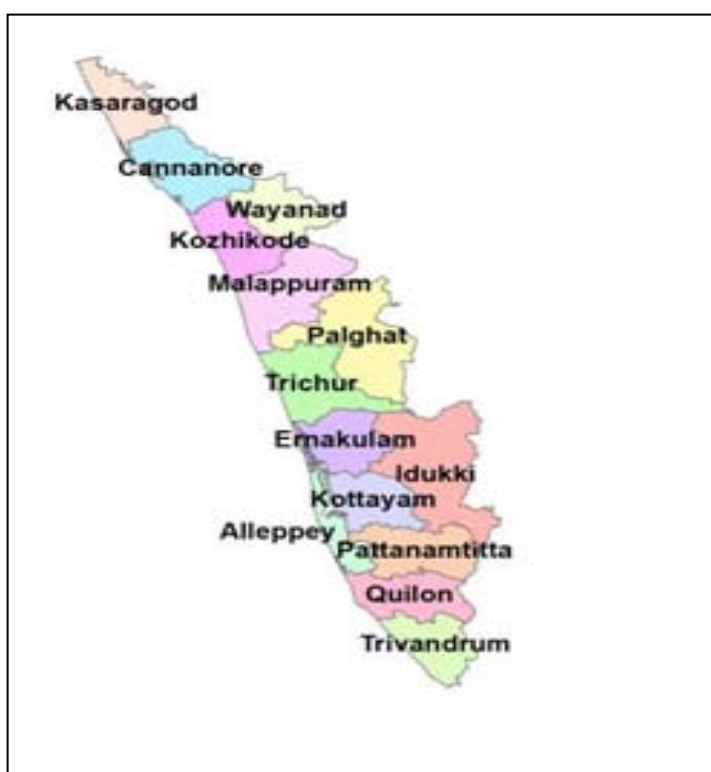 Kasaragod
Cannanore
Wayanad
Kozhikode
Malappuram
Palghat
Trichur
Ernakulam
Idukki
Kottayam
Alleppey
Pattanamtitta
Quilon
Trivandrum